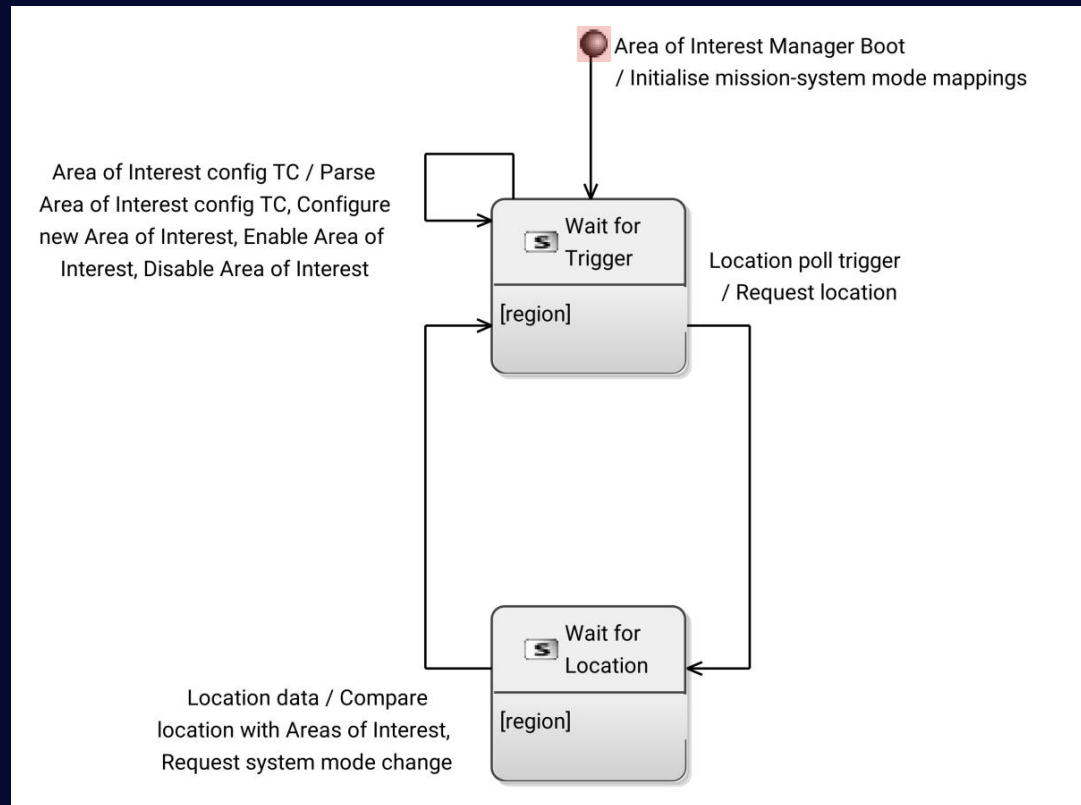 Area of Interest Manager Boot
/ Initialise mission-system mode mappings
Area of Interest config TC / Parse
Area of Interest config TC, Configure
new Area of Interest, Enable Area of
Interest, Disable Area of Interest
S
Wait for
Trigger
[region]
Location poll trigger
/ Request location
S
Wait for
Location
[region]
Location data / Compare
location with Areas of Interest,
Request system mode change